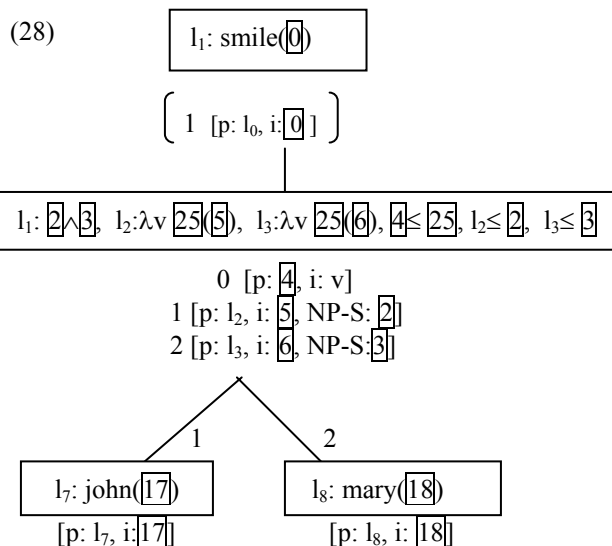 (28)
l₁: smile(0)
1 [p: l₀, i: 0 ]
l₁: 2∧3, l₂:λv 25(5), l₃:λv 25(6), 4≤ 25, l₂≤ 2, l₃≤ 3
0 [p: 4, i: v]
1 [p: l₂, i: 5, NP-S: 2]
2 [p: l₃, i: 6, NP-S:3]
1 2
l₇: john(17) l₈: mary(18)
[p: l₇, i:17] [p: l₈, i: 18]